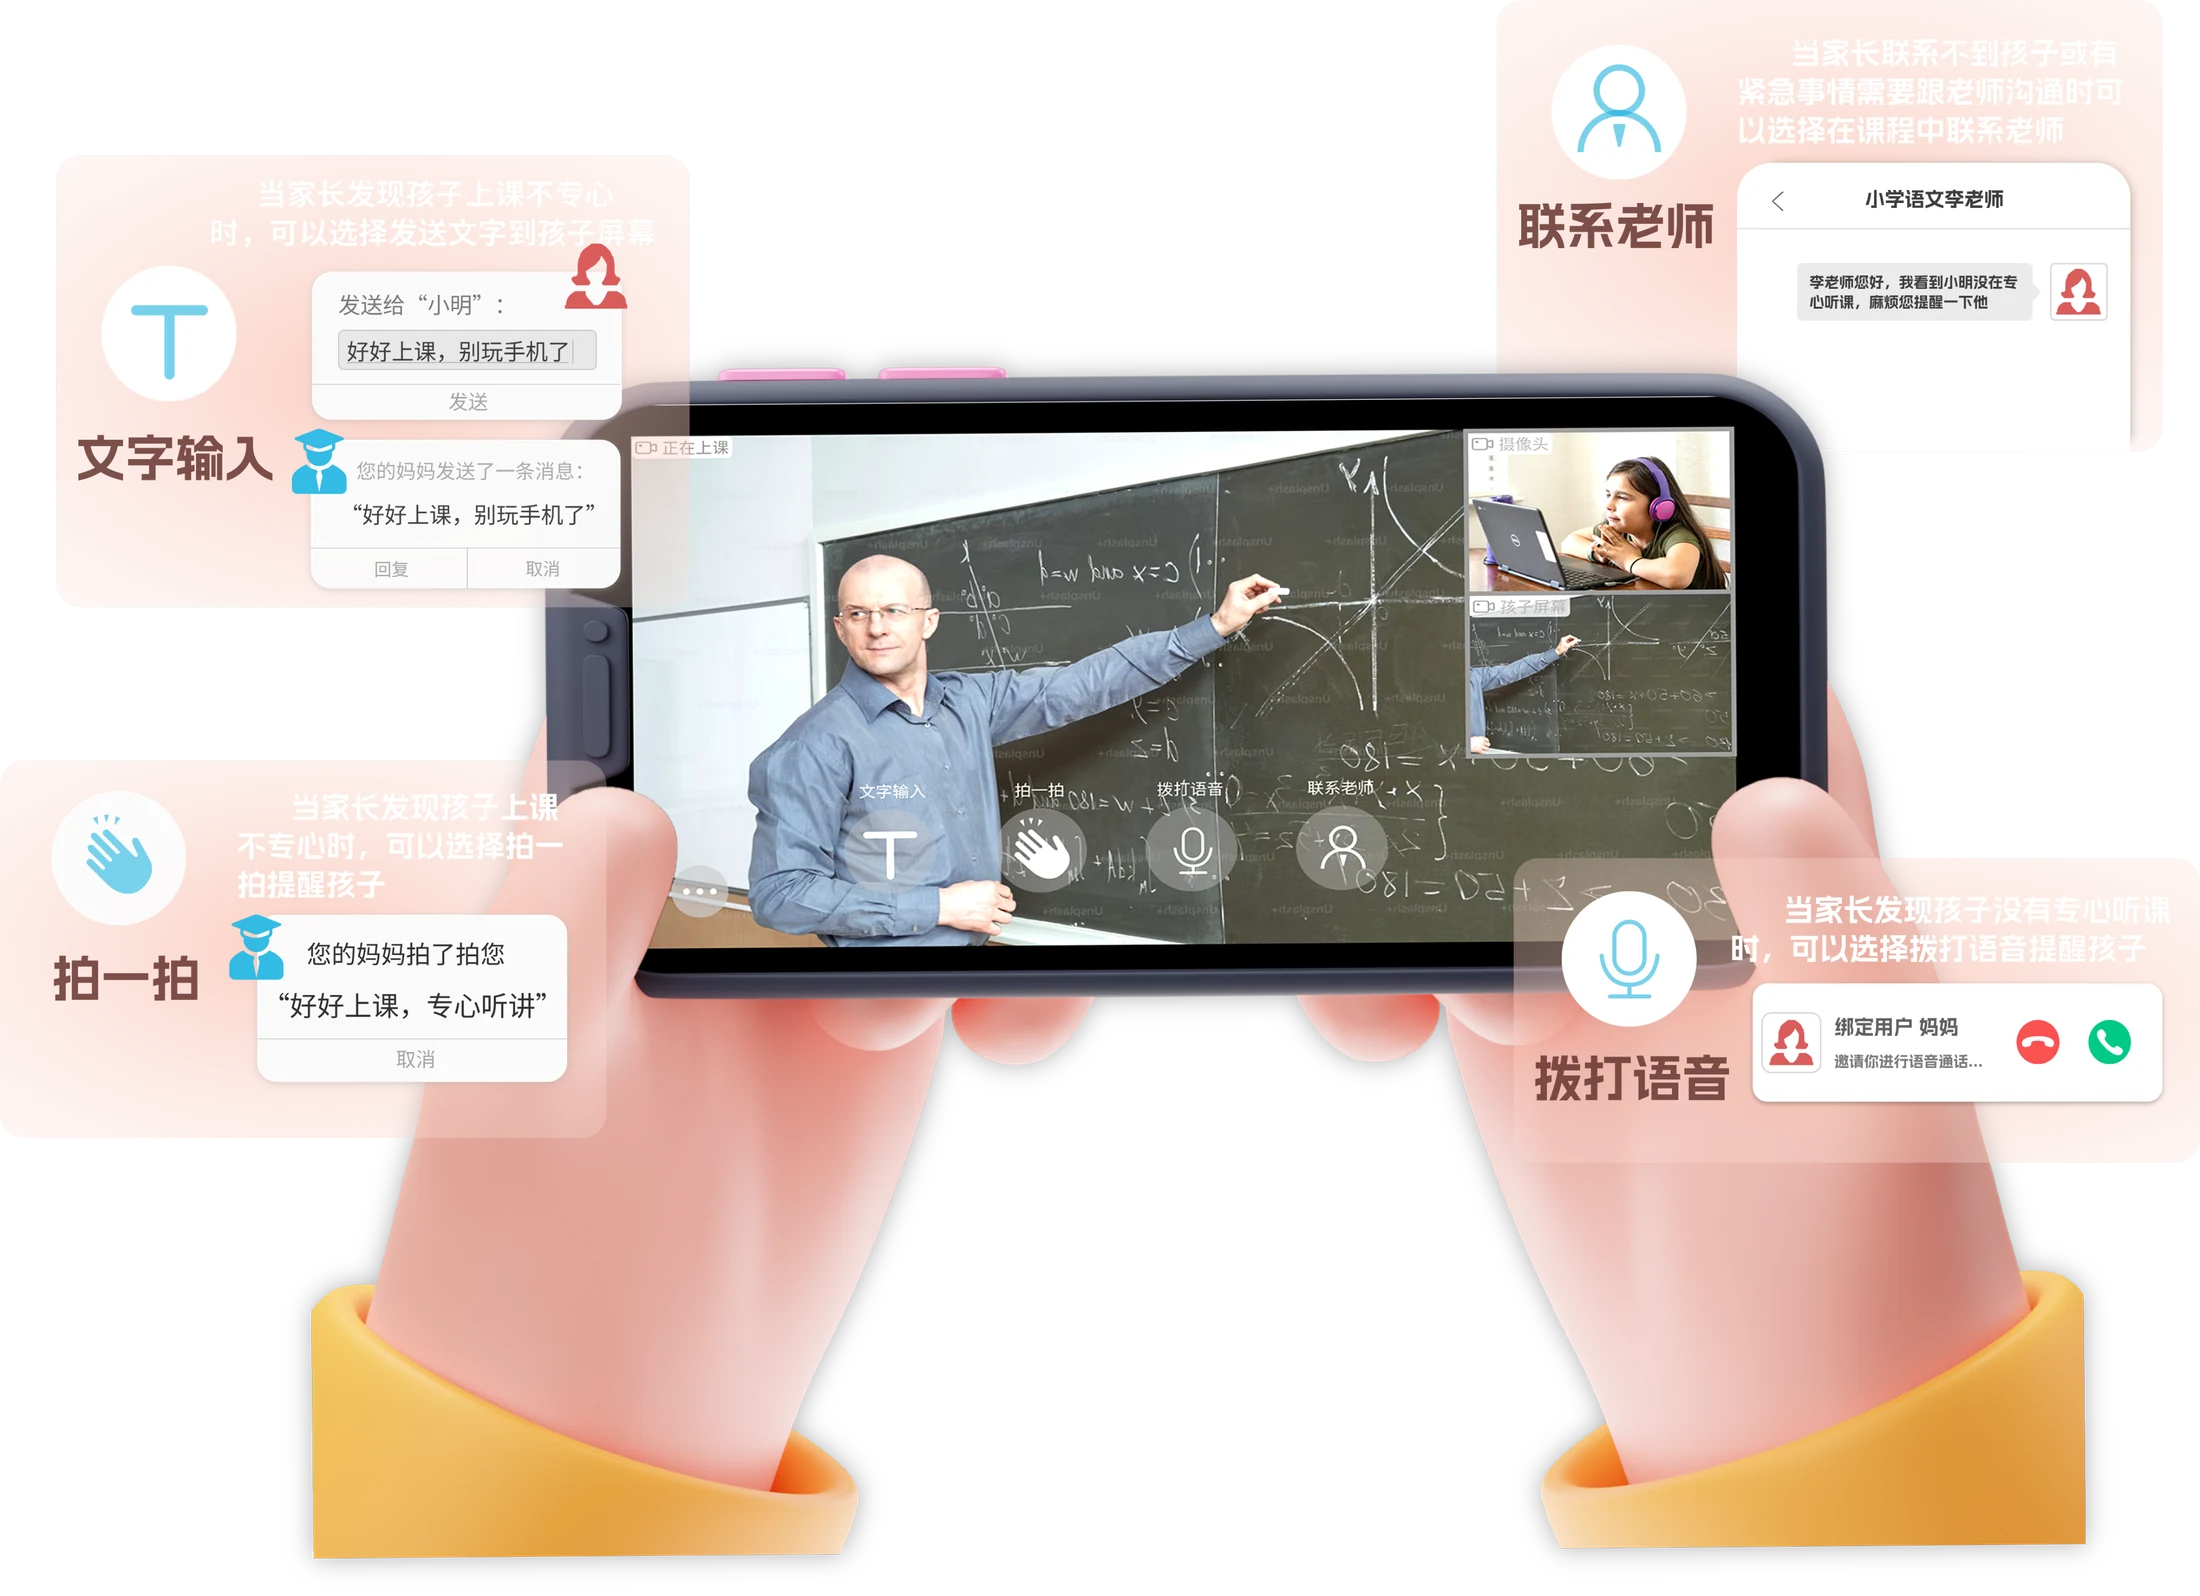 当家长联系不到孩子或有
紧急事情需要跟老师沟通时可
以选择在课程中联系老师
联系老师
小学语文李老师
李老师您好，我看到小明没在专
心听课，麻烦您提醒一下他
当家长发现孩子上课不专心
时，可以选择发送文字到孩子屏幕
发送给“小明”：
好好上课，别玩手机了
发送
文字输入
您的妈妈发送了一条消息：
“好好上课，别玩手机了”
回复
取消
正在上课
摄像头
孩子屏幕
文字输入
拍一拍
拨打语音
联系老师
当家长发现孩子上课
不专心时，可以选择拍一
拍提醒孩子
拍一拍
您的妈妈拍了拍您
“好好上课，专心听讲”
取消
当家长发现孩子没有专心听课
时，可以选择拨打语音提醒孩子
拨打语音
绑定用户 妈妈
邀请你进行语音通话...